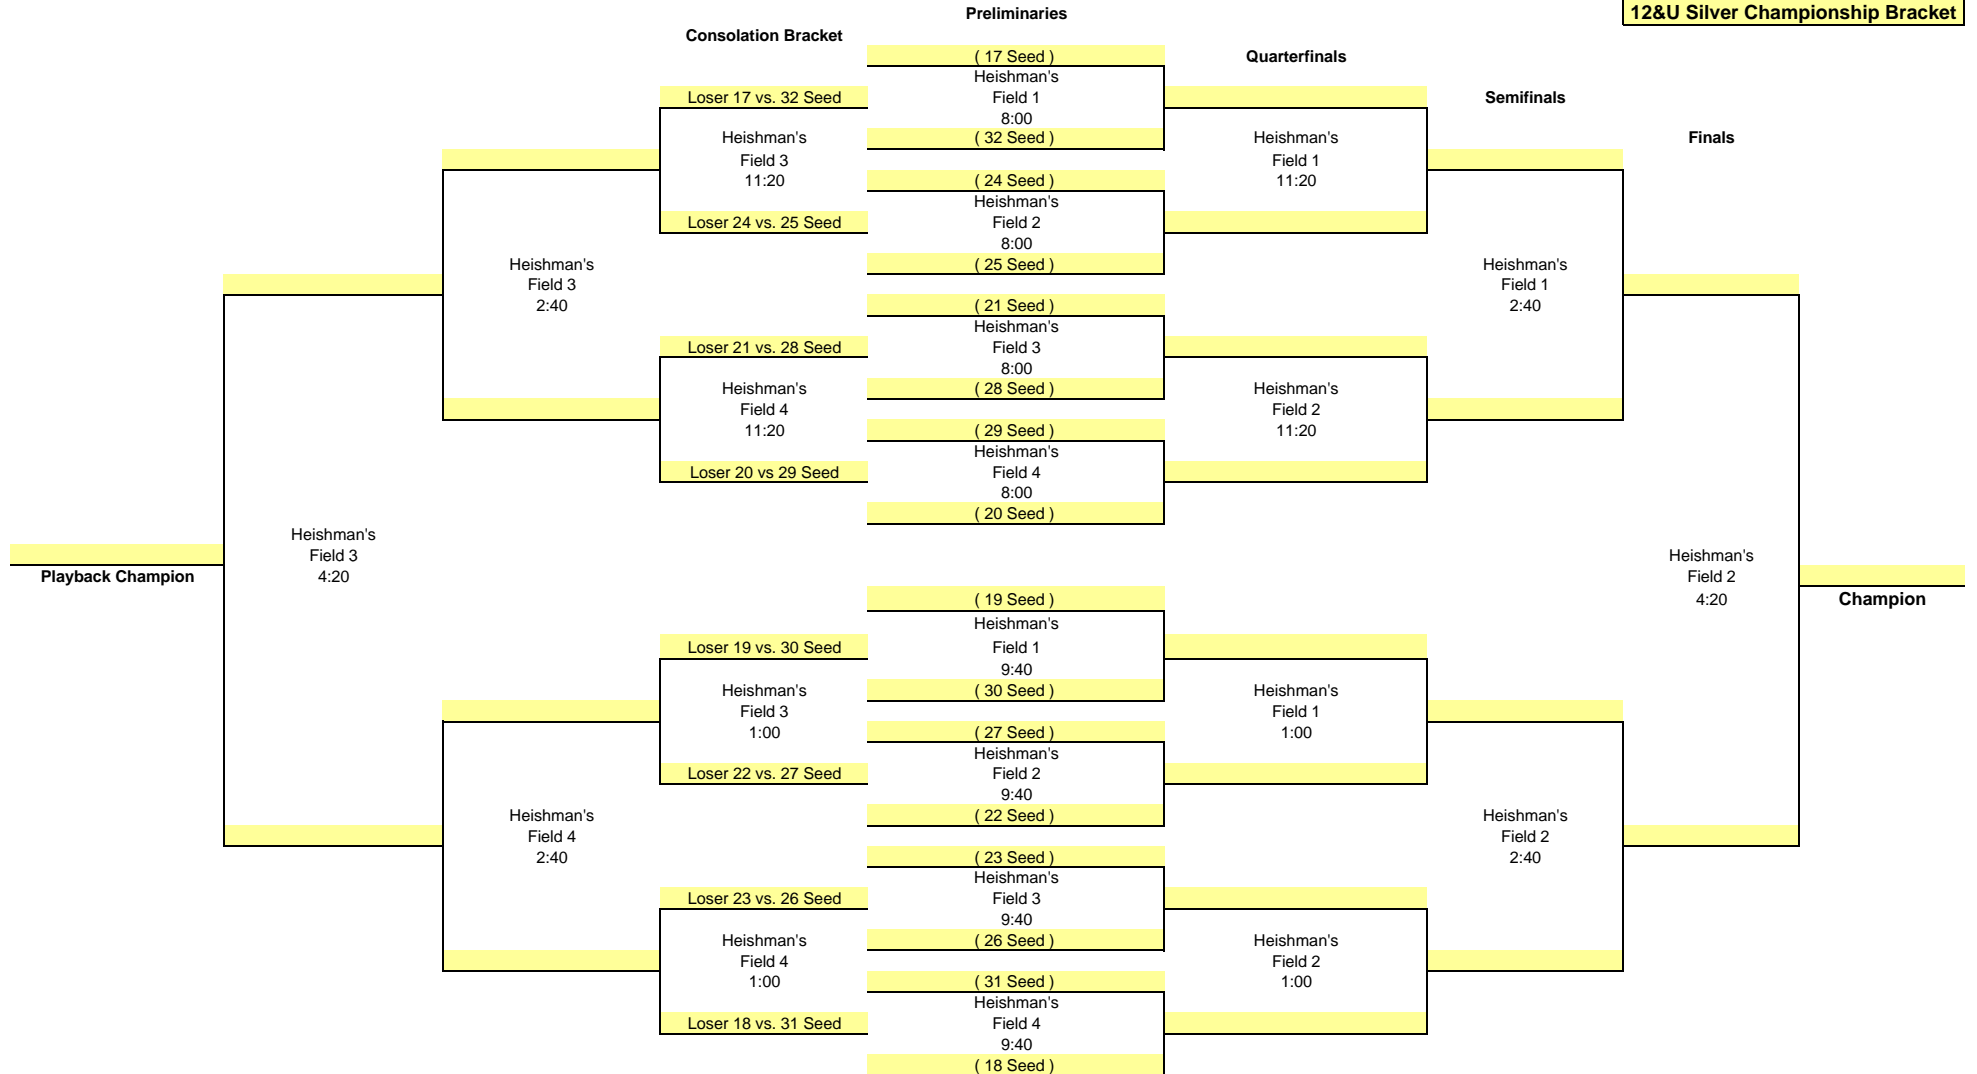 Preliminaries
12&U Silver Championship Bracket
Consolation Bracket
( 17 Seed )
Quarterfinals
Heishman's
Loser 17 vs. 32 Seed
Field 1
Semifinals
8:00
Heishman's
( 32 Seed )
Heishman's
Finals
Field 3
Field 1
11:20
( 24 Seed )
11:20
Heishman's
Loser 24 vs. 25 Seed
Field 2
8:00
Heishman's
( 25 Seed )
Heishman's
Field 3
Field 1
2:40
( 21 Seed )
2:40
Heishman's
Loser 21 vs. 28 Seed
Field 3
8:00
Heishman's
( 28 Seed )
Heishman's
Field 4
Field 2
11:20
( 29 Seed )
11:20
Heishman's
Loser 20 vs 29 Seed
Field 4
8:00
( 20 Seed )
Heishman's
Field 3
Heishman's
Playback Champion
4:20
Field 2
( 19 Seed )
4:20
Champion
Heishman's
Loser 19 vs. 30 Seed
Field 1
9:40
Heishman's
( 30 Seed )
Heishman's
Field 3
Field 1
1:00
( 27 Seed )
1:00
Heishman's
Loser 22 vs. 27 Seed
Field 2
9:40
Heishman's
( 22 Seed )
Heishman's
Field 4
Field 2
2:40
( 23 Seed )
2:40
Heishman's
Loser 23 vs. 26 Seed
Field 3
9:40
Heishman's
( 26 Seed )
Heishman's
Field 4
Field 2
1:00
( 31 Seed )
1:00
Heishman's
Loser 18 vs. 31 Seed
Field 4
9:40
( 18 Seed )